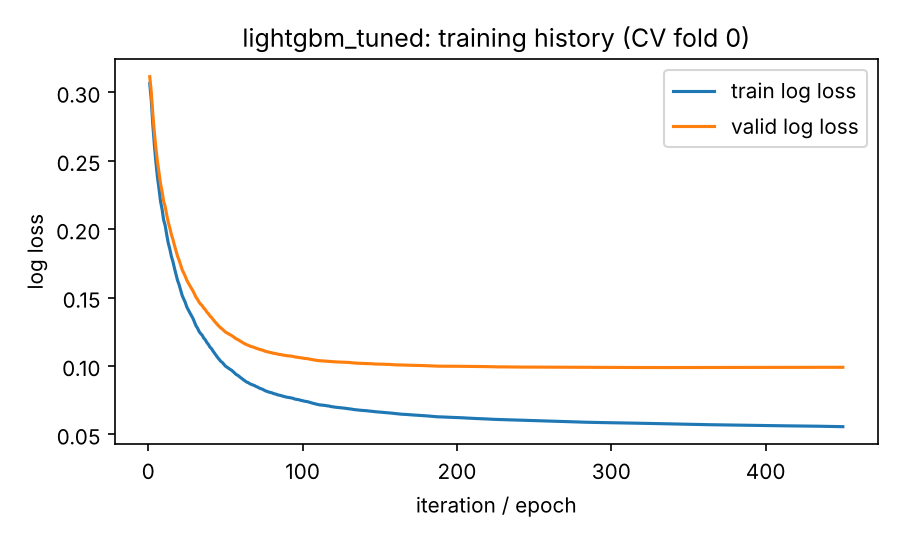 lightgbm_tuned: training history (CV fold 0)
train log loss
valid log loss
log loss
0.30
0.25
0.20
0.15
0.10
0.05
0 100 200 300 400
iteration / epoch